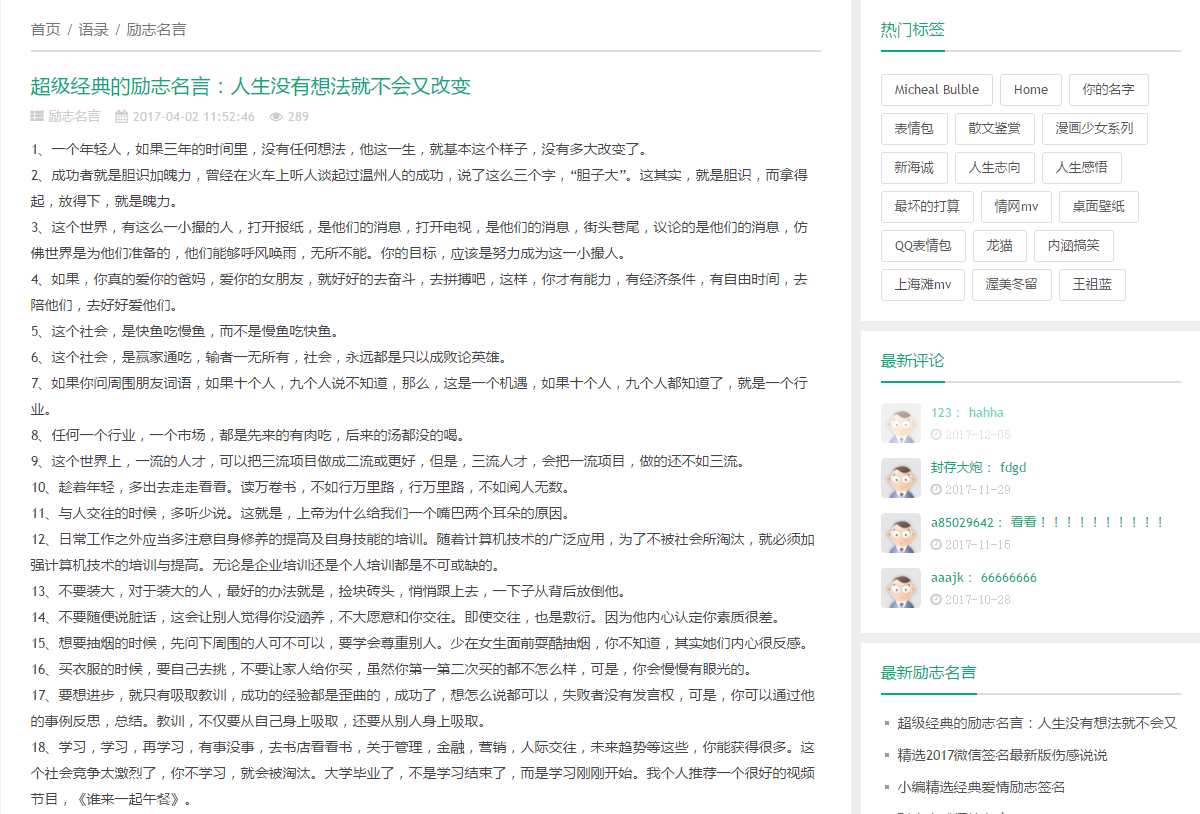 首页 / 语录 / 励志名言
超级经典的励志名言：人生没有想法就不会又改变
励志名言 2017-04-02 11:52:46 289
1、一个年轻人，如果三年的时间里，没有任何想法，他这一生，就基本这个样子，没有多大改变了。
2、成功者就是胆识加魄力，曾经在火车上听人谈起过温州人的成功，说了这么三个字，“胆子大”。这其实，就是胆识，而拿得
起，放得下，就是魄力。
3、这个世界，有这么一小撮的人，打开报纸，是他们的消息，打开电视，是他们的消息，街头巷尾，议论的是他们的消息，仿
佛世界是为他们准备的，他们能够呼风唤雨，无所不能。你的目标，应该是努力成为这一小撮人。
4、如果，你真的爱你的爸妈，爱你的女朋友，就好好的去奋斗，去拼搏吧，这样，你才有能力，有经济条件，有自由时间，去
陪他们，去好好爱他们。
5、这个社会，是快鱼吃慢鱼，而不是慢鱼吃快鱼。
6、这个社会，是赢家通吃，输者一无所有，社会，永远都是只以成败论英雄。
7、如果你问周围朋友词语，如果十个人，九个人说不知道，那么，这是一个机遇，如果十个人，九个人都知道了，就是一个行
业。
8、任何一个行业，一个市场，都是先来的有肉吃，后来的汤都没的喝。
9、这个世界上，一流的人才，可以把三流项目做成二流或更好，但是，三流人才，会把一流项目，做的还不如三流。
10、趁着年轻，多出去走走看看。读万卷书，不如行万里路，行万里路，不如阅人无数。
11、与人交往的时候，多听少说。这就是，上帝为什么给我们一个嘴巴两个耳朵的原因。
12、日常工作之外应当多注意自身修养的提高及自身技能的培训。随着计算机技术的广泛应用，为了不被社会所淘汰，就必须加
强计算机技术的培训与提高。无论是企业培训还是个人培训都是不可或缺的。
13、不要装大，对于装大的人，最好的办法就是，捡块砖头，悄悄跟上去，一下子从背后放倒他。
14、不要随便说脏话，这会让别人觉得你没涵养，不大愿意和你交往。即使交往，也是敷衍。因为他内心认定你素质很差。
15、想要抽烟的时候，先问下周围的人可不可以，要学会尊重别人。少在女生面前耍酷抽烟，你不知道，其实她们内心很反感。
16、买衣服的时候，要自己去挑，不要让家人给你买，虽然你第一第二次买的都不怎么样，可是，你会慢慢有眼光的。
17、要想进步，就只有吸取教训，成功的经验都是歪曲的，成功了，想怎么说都可以，失败者没有发言权，可是，你可以通过他
的事例反思，总结。教训，不仅要从自己身上吸取，还要从别人身上吸取。
18、学习，学习，再学习，有事没事，去书店看看书，关于管理，金融，营销，人际交往，未来趋势等这些，你能获得很多。这
个社会竞争太激烈了，你不学习，就会被淘汰。大学毕业了，不是学习结束了，而是学习刚刚开始。我个人推荐一个很好的视频
节目，《谁来一起午餐》。
热门标签
Micheal Bulble Home 你的名字
表情包 散文鉴赏 漫画少女系列
新海诚 人生志向 人生感悟
最坏的打算 情网mv 桌面壁纸
QQ表情包 龙猫 内涵搞笑
上海滩mv 渥美冬留 王祖蓝
最新评论
123： hahha
2017-12-05
封存大炮： fdgd
2017-11-29
a85029642： 看看！！！！！！！！！！
2017-11-15
aaajk： 66666666
2017-10-28
最新励志名言
超级经典的励志名言：人生没有想法就不会又
精选2017微信签名最新版伤感说说
小编精选经典爱情励志签名